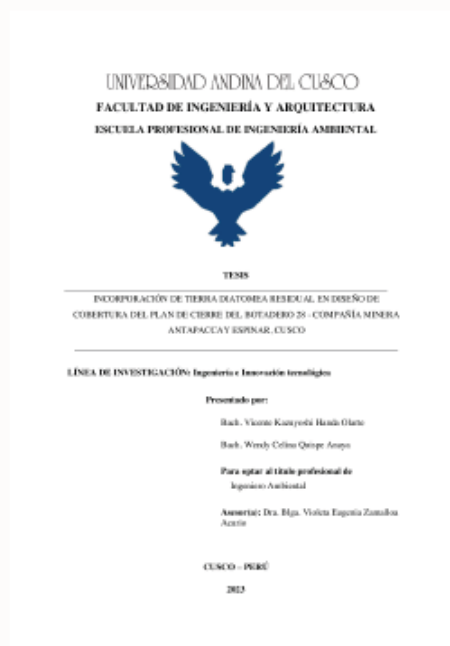 UNIVERSIDAD ANDINA DEL CUSCO
FACULTAD DE INGENIERÍA Y ARQUITECTURA
ESCUELA PROFESIONAL DE INGENIERÍA AMBIENTAL
TESIS
INCORPORACIÓN DE TIERRA DIATOMEA RESIDUAL EN DISEÑO DE
COBERTURA DEL PLAN DE CIERRE DEL BOTADERO 28 - COMPAÑÍA MINERA
ANTAPACCAY ESPINAR, CUSCO
LÍNEA DE INVESTIGACIÓN: Ingeniería e Innovación tecnológica
Presentado por:
Bach. Vicente Kazuyoshi Handa Olarte
Bach. Wendy Celina Quispe Anaya
Para optar al título profesional de
Ingeniero Ambiental
Asesor(a): Dra. Blga. Violeta Eugenia Zamalloa
Acurio
CUSCO – PERÚ
2023